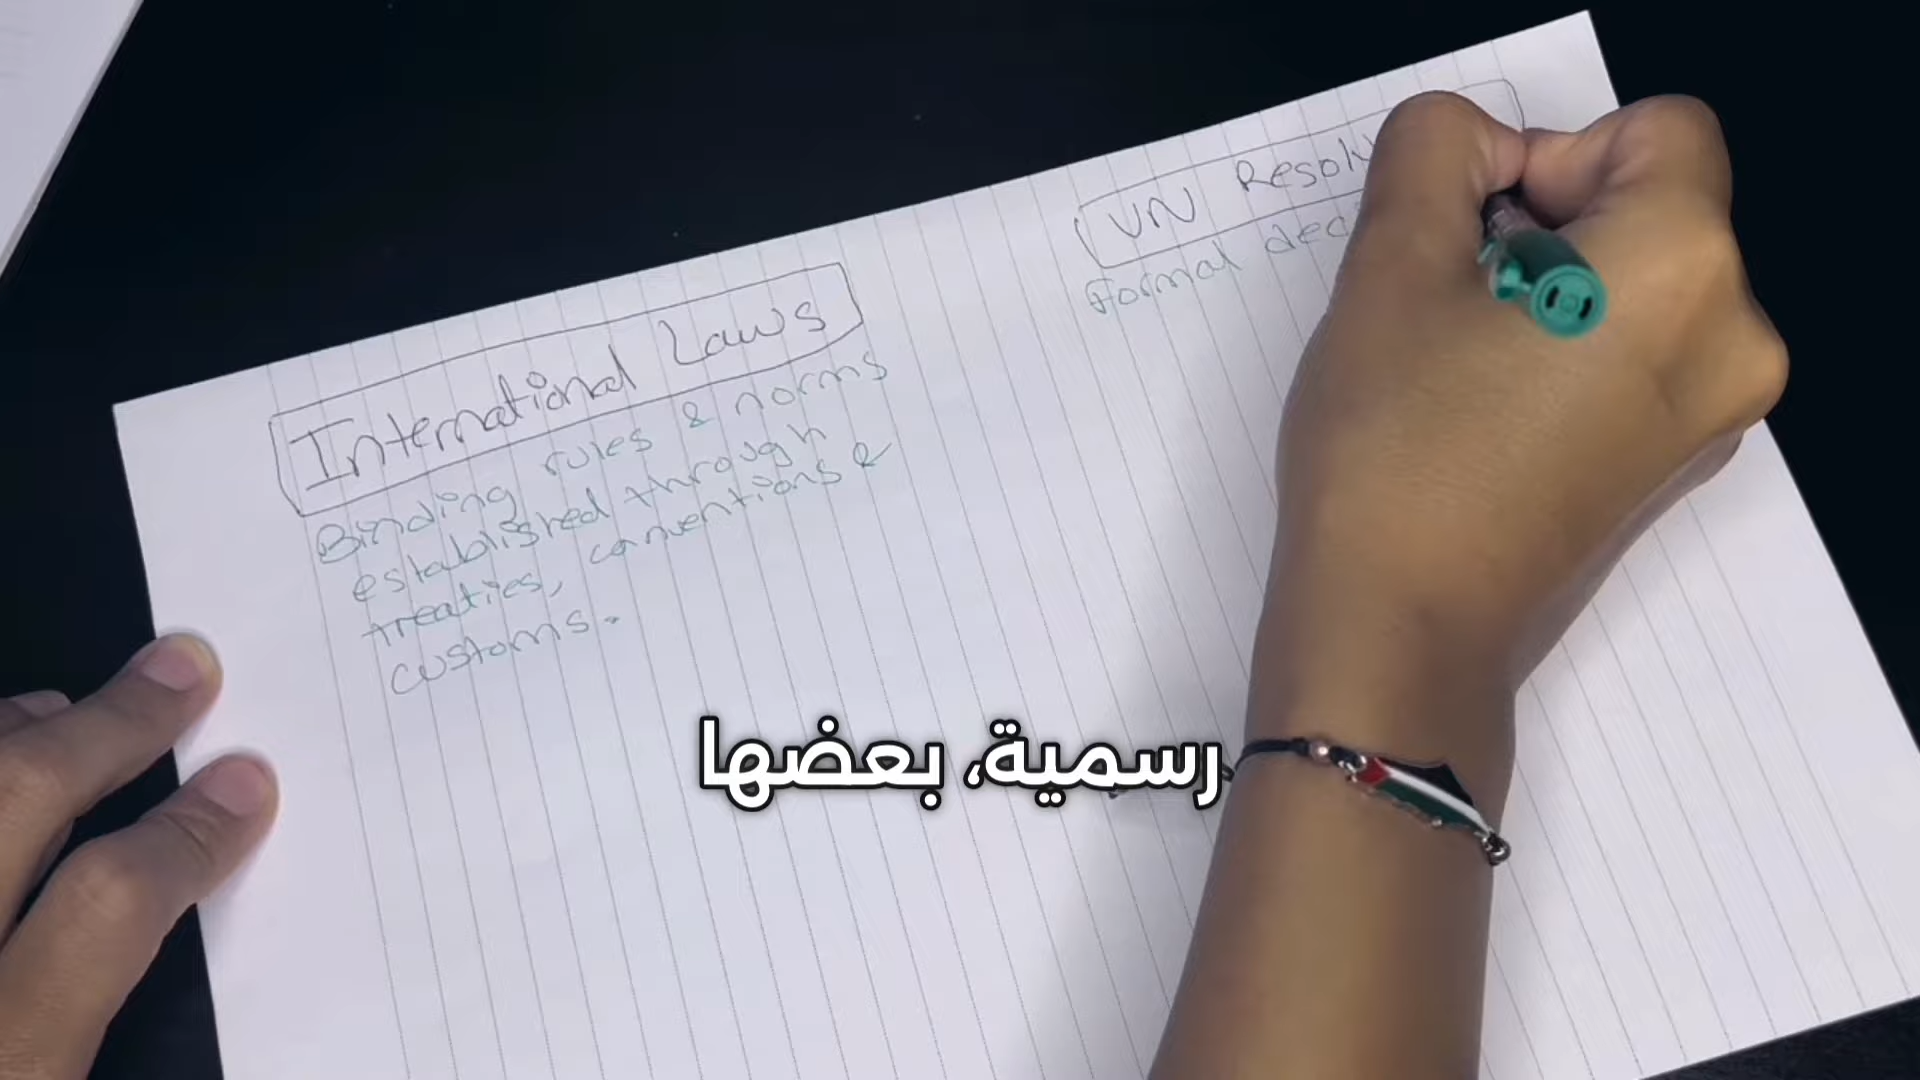 International Laws
Binding rules & norms
established through
treaties, conventions &
customs.
UN Resol
Formal dec
رسمية، بعضها